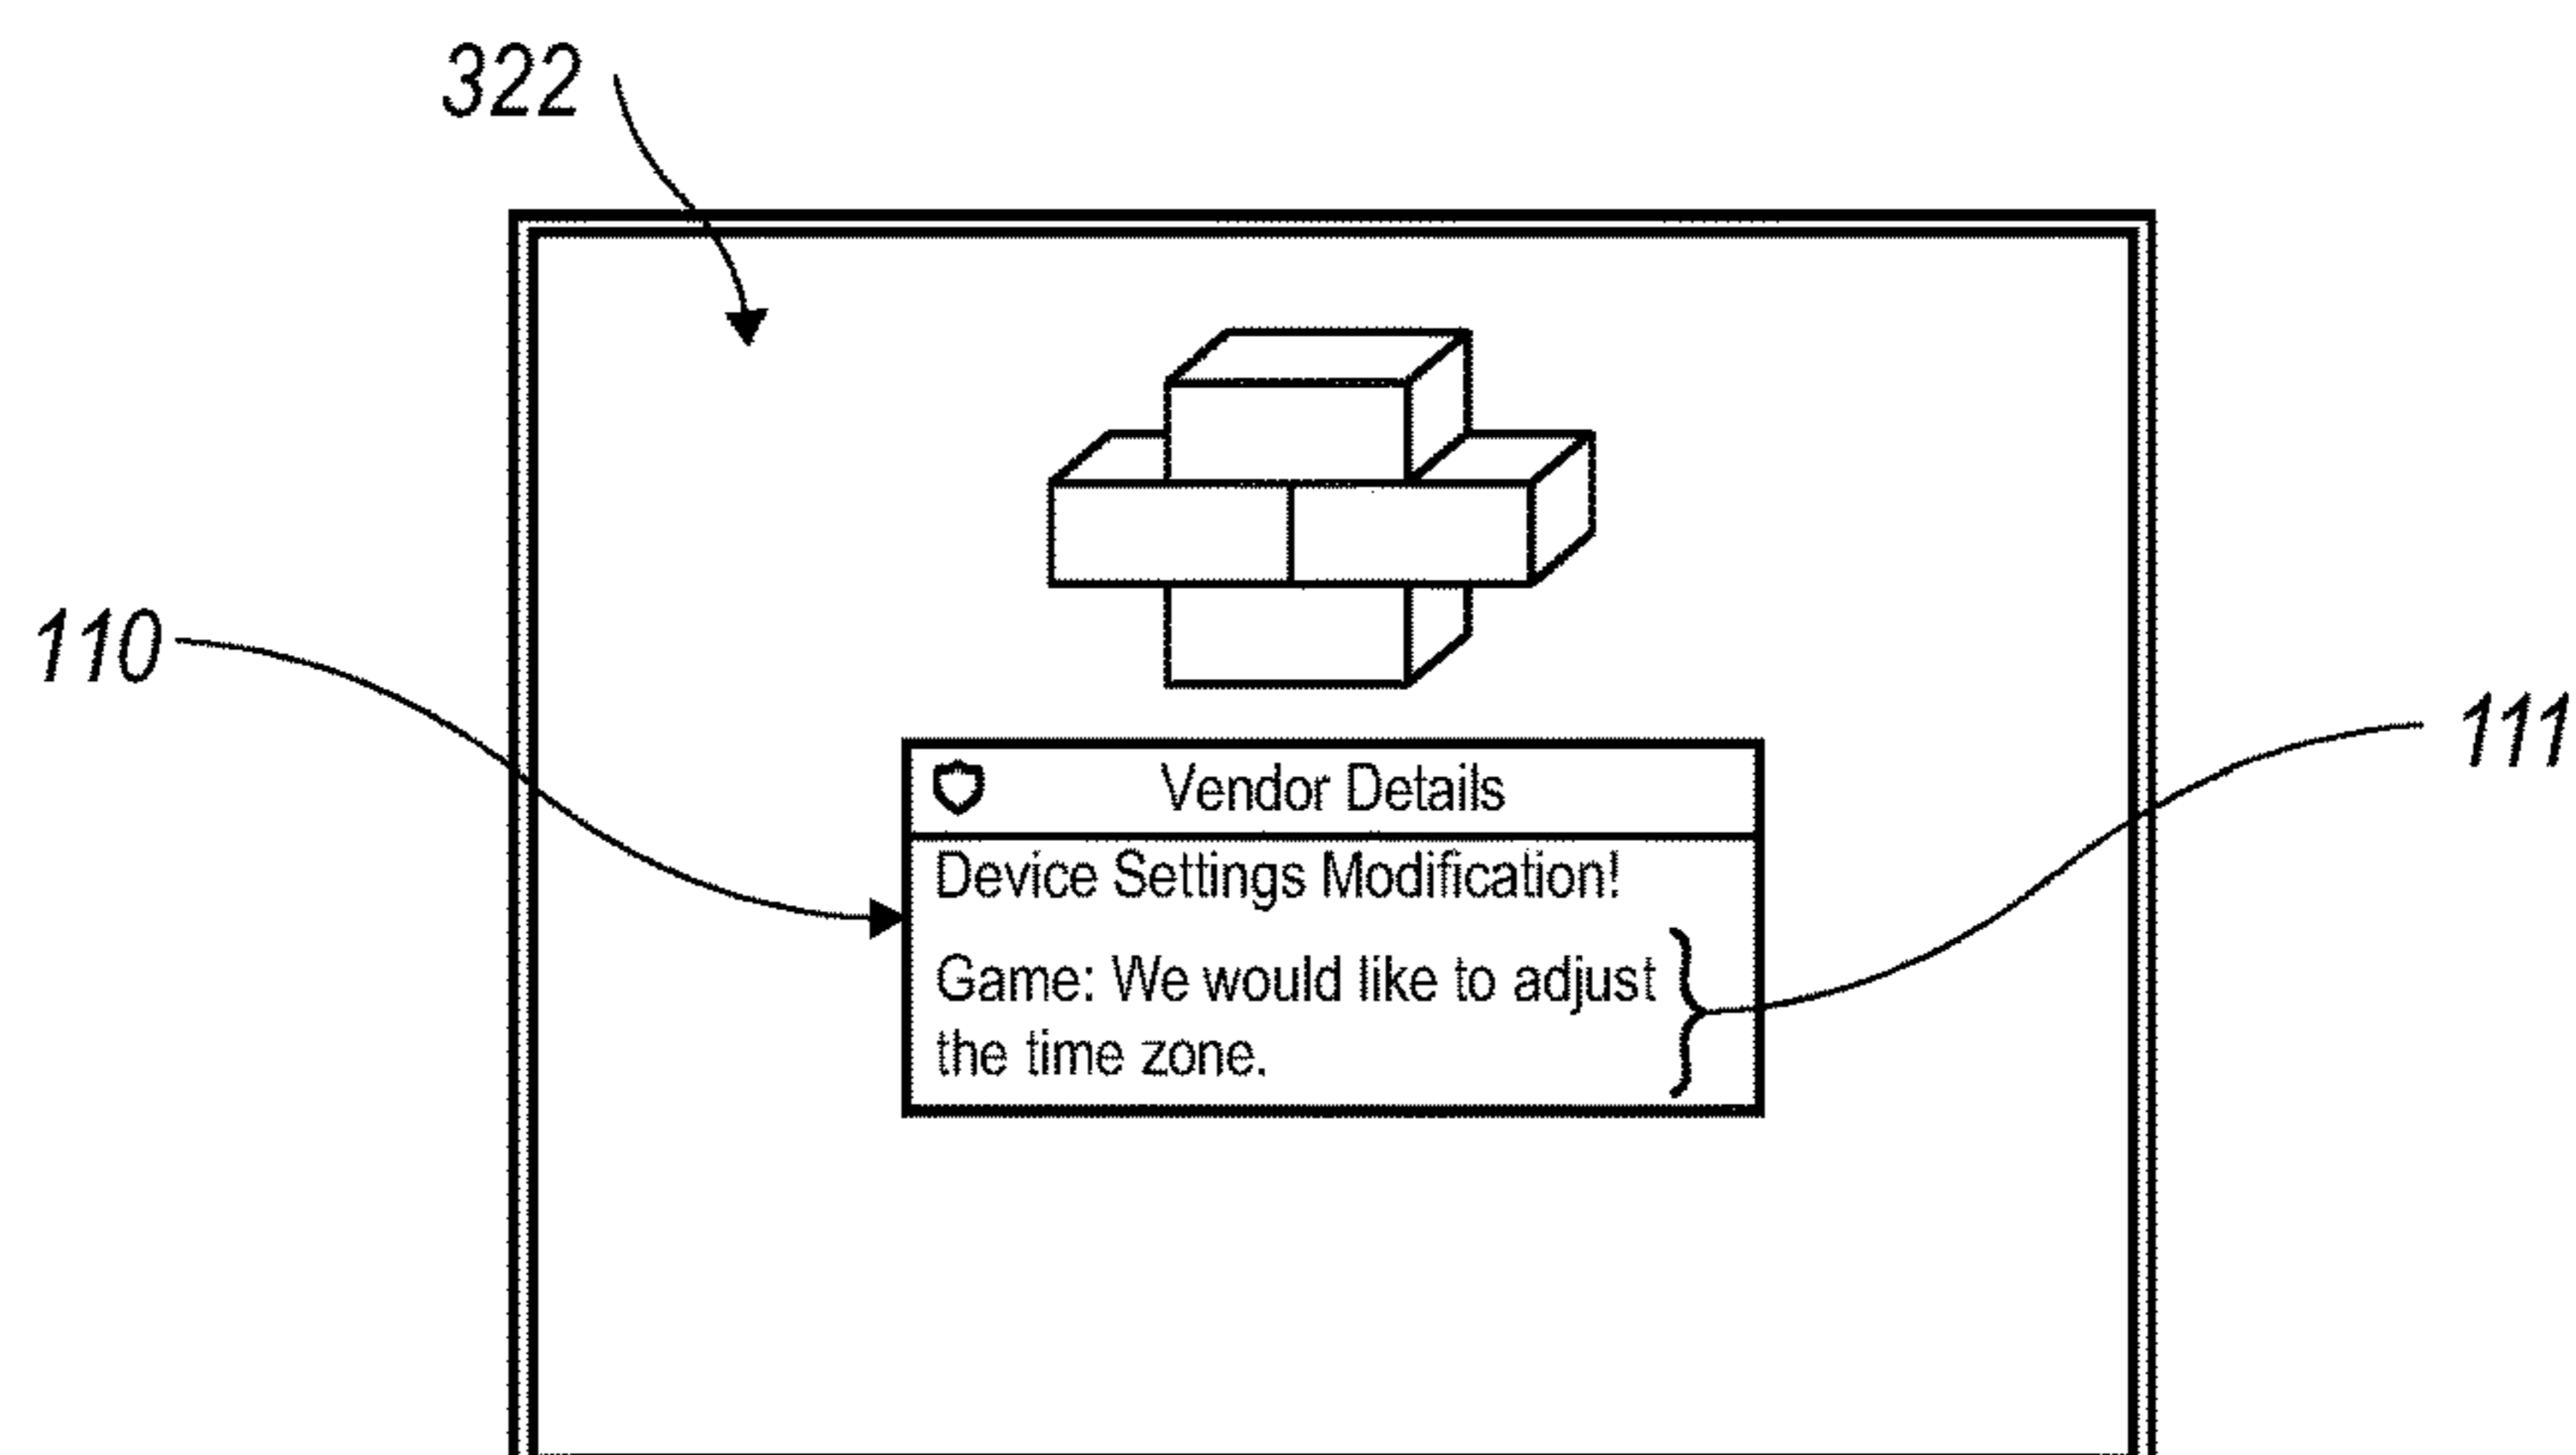 322
110
111
Vendor Details
Device Settings Modification!
Game: We would like to adjust
the time zone.